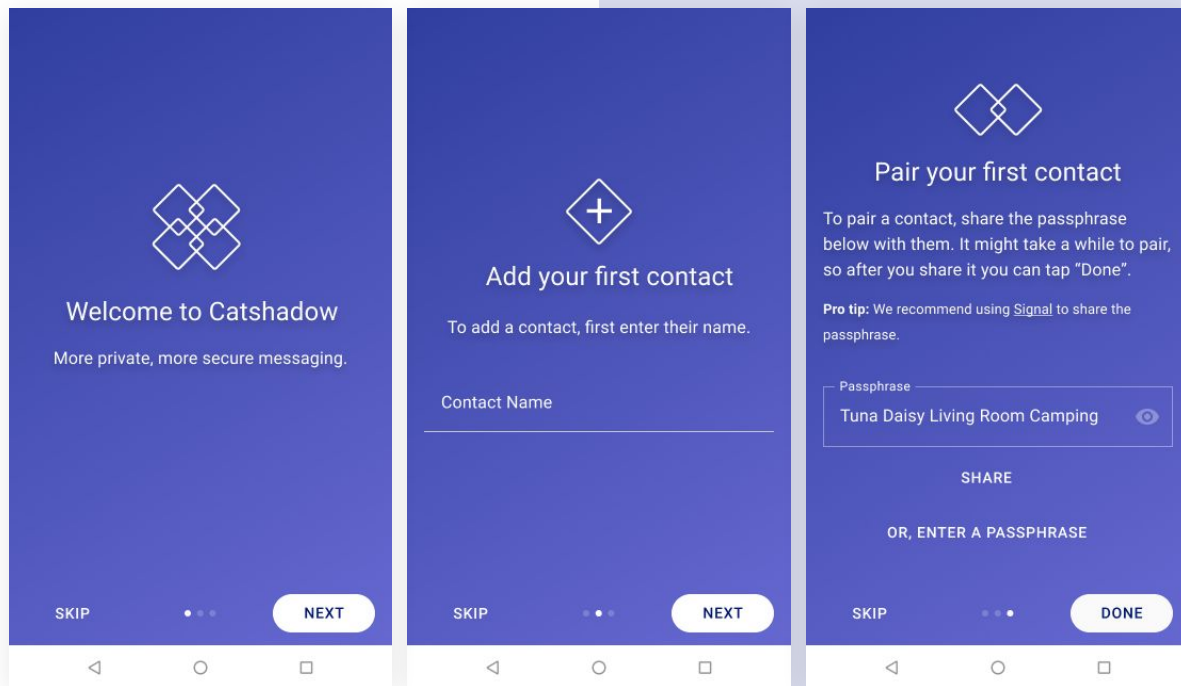 Welcome to Catshadow
More private, more secure messaging.
SKIP
NEXT
Add your first contact
To add a contact, first enter their name.
Contact Name
SKIP
NEXT
Pair your first contact
To pair a contact, share the passphrase
below with them. It might take a while to pair,
so after you share it you can tap “Done”.
Pro tip: We recommend using Signal to share the
passphrase.
Passphrase
Tuna Daisy Living Room Camping
SHARE
OR, ENTER A PASSPHRASE
SKIP
DONE